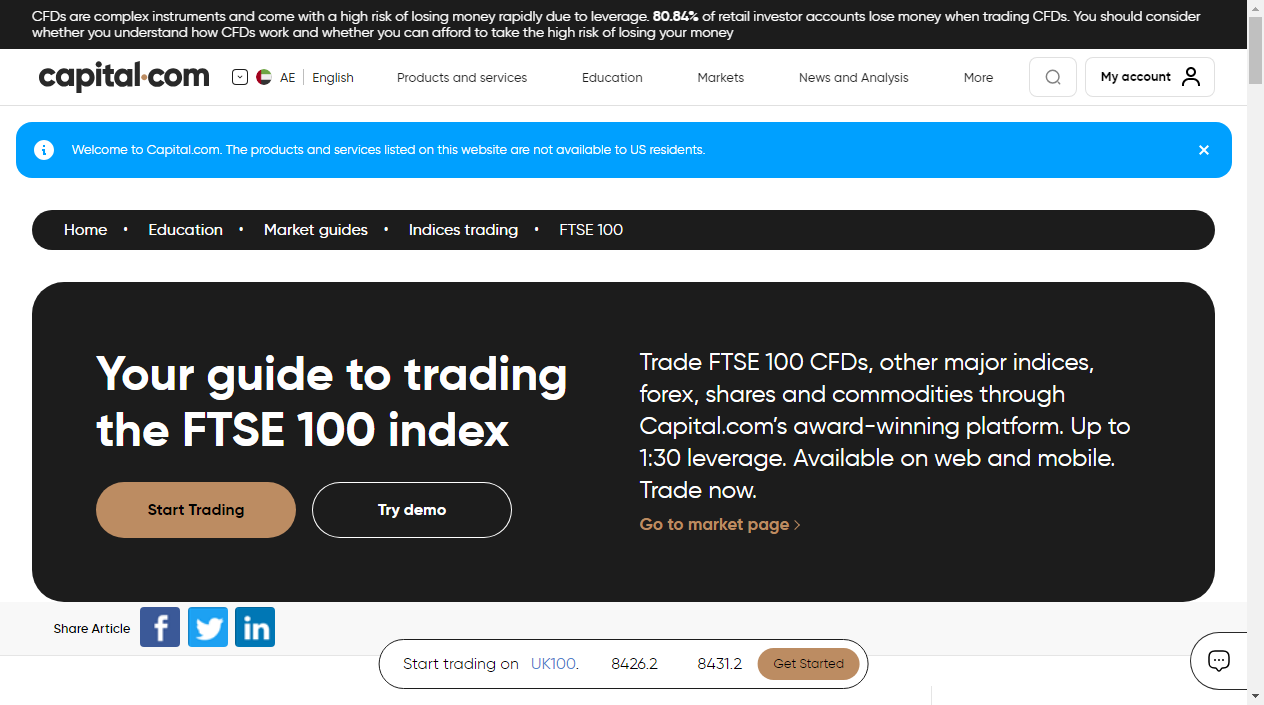 CFDs are complex instruments and come with a high risk of losing money rapidly due to leverage. 80.84% of retail investor accounts lose money when trading CFDs. You should consider
whether you understand how CFDs work and whether you can afford to take the high risk of losing your money
capital.com AE English Products and services Education Markets News and Analysis More My account
Welcome to Capital.com. The products and services listed on this website are not available to US residents.
Home • Education • Market guides • Indices trading • FTSE 100
Your guide to trading
the FTSE 100 index
Start Trading Try demo
Trade FTSE 100 CFDs, other major indices,
forex, shares and commodities through
Capital.com’s award-winning platform. Up to
1:30 leverage. Available on web and mobile.
Trade now.
Go to market page >
Share Article
Start trading on UK100. 8426.2 8431.2 Get Started